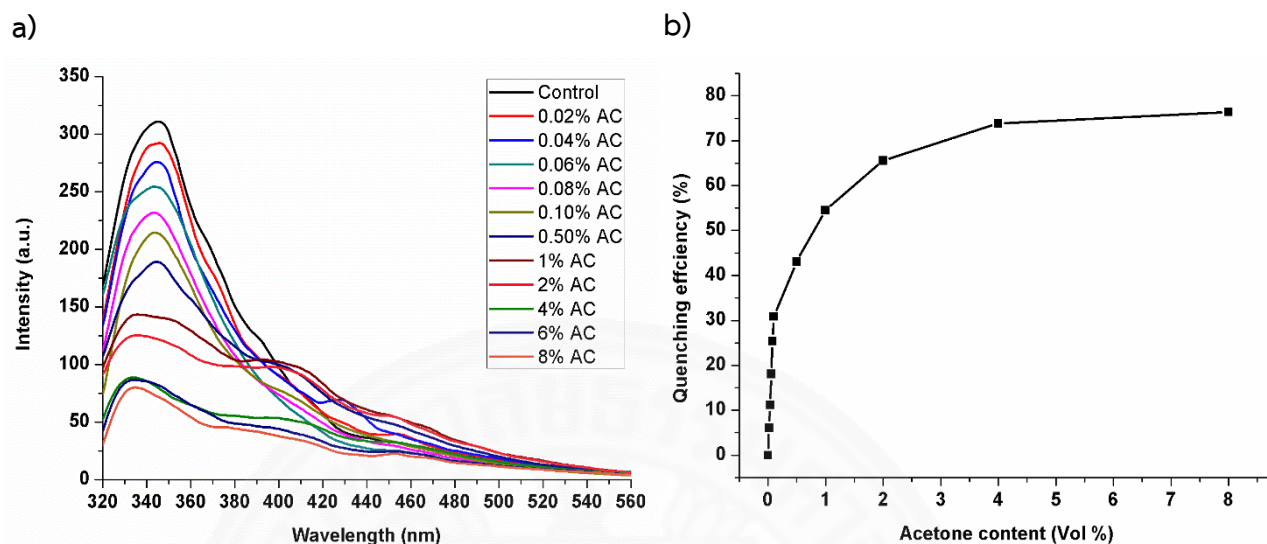 a)
350
300
250
200
150
100
50
0
Intensity (a.u.)
320 340 360 380 400 420 440 460 480 500 520 540 560
Wavelength (nm)
Control
0.02% AC
0.04% AC
0.06% AC
0.08% AC
0.10% AC
0.50% AC
1% AC
2% AC
4% AC
6% AC
8% AC
b)
80
70
60
50
40
30
20
10
0
Quenching effciency (%)
0 1 2 3 4 5 6 7 8
Acetone content (Vol %)